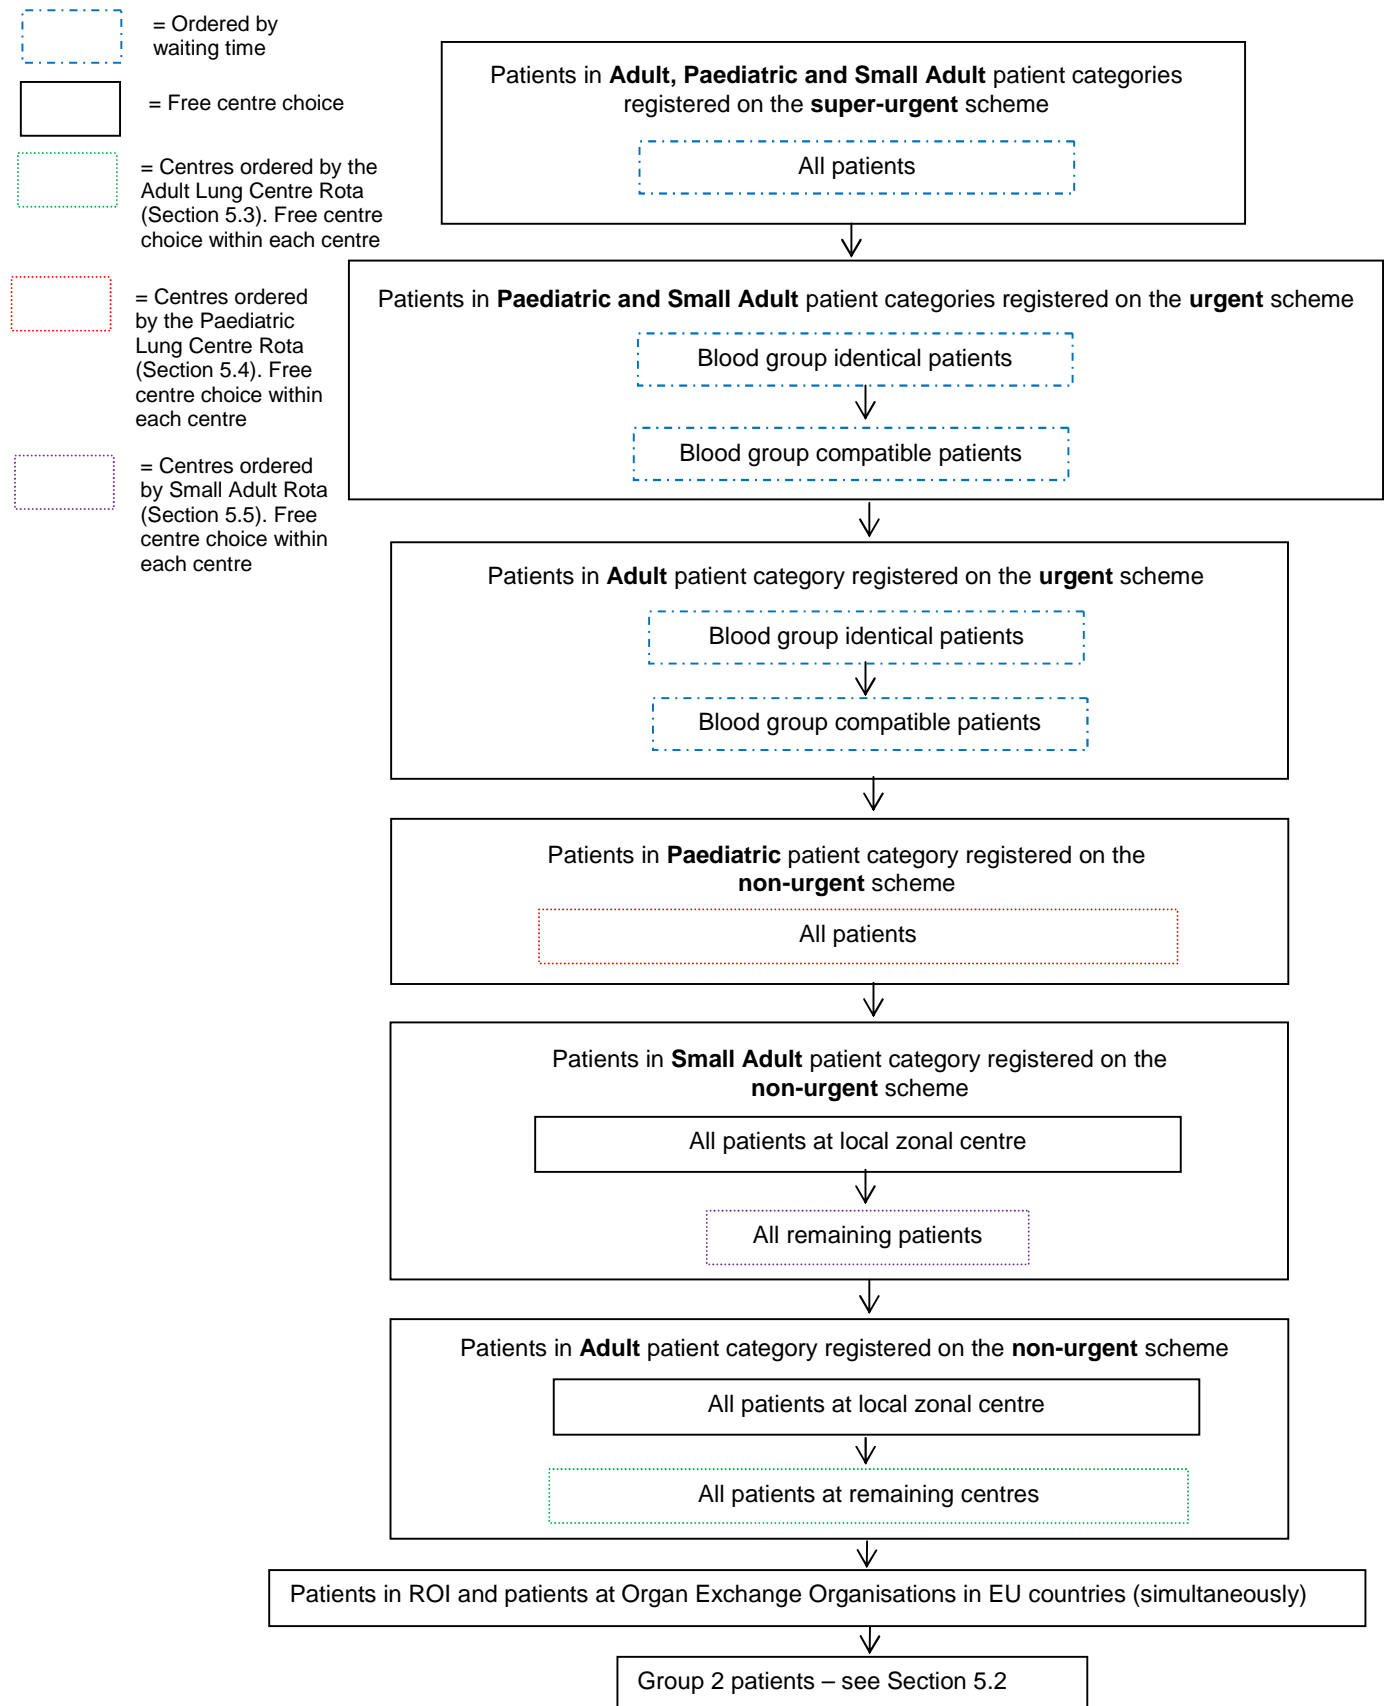 = Ordered by
waiting time
= Free centre choice
= Centres ordered by the
Adult Lung Centre Rota
(Section 5.3). Free centre
choice within each centre
= Centres ordered
by the Paediatric
Lung Centre Rota
(Section 5.4). Free
centre choice within
each centre
= Centres ordered
by Small Adult Rota
(Section 5.5). Free
centre choice within
each centre
Patients in Adult, Paediatric and Small Adult patient categories
registered on the super-urgent scheme
All patients
Patients in Paediatric and Small Adult patient categories registered on the urgent scheme
Blood group identical patients
Blood group compatible patients
Patients in Adult patient category registered on the urgent scheme
Blood group identical patients
Blood group compatible patients
Patients in Paediatric patient category registered on the
non-urgent scheme
All patients
Patients in Small Adult patient category registered on the
non-urgent scheme
All patients at local zonal centre
All remaining patients
Patients in Adult patient category registered on the non-urgent scheme
All patients at local zonal centre
All patients at remaining centres
Patients in ROI and patients at Organ Exchange Organisations in EU countries (simultaneously)
Group 2 patients – see Section 5.2